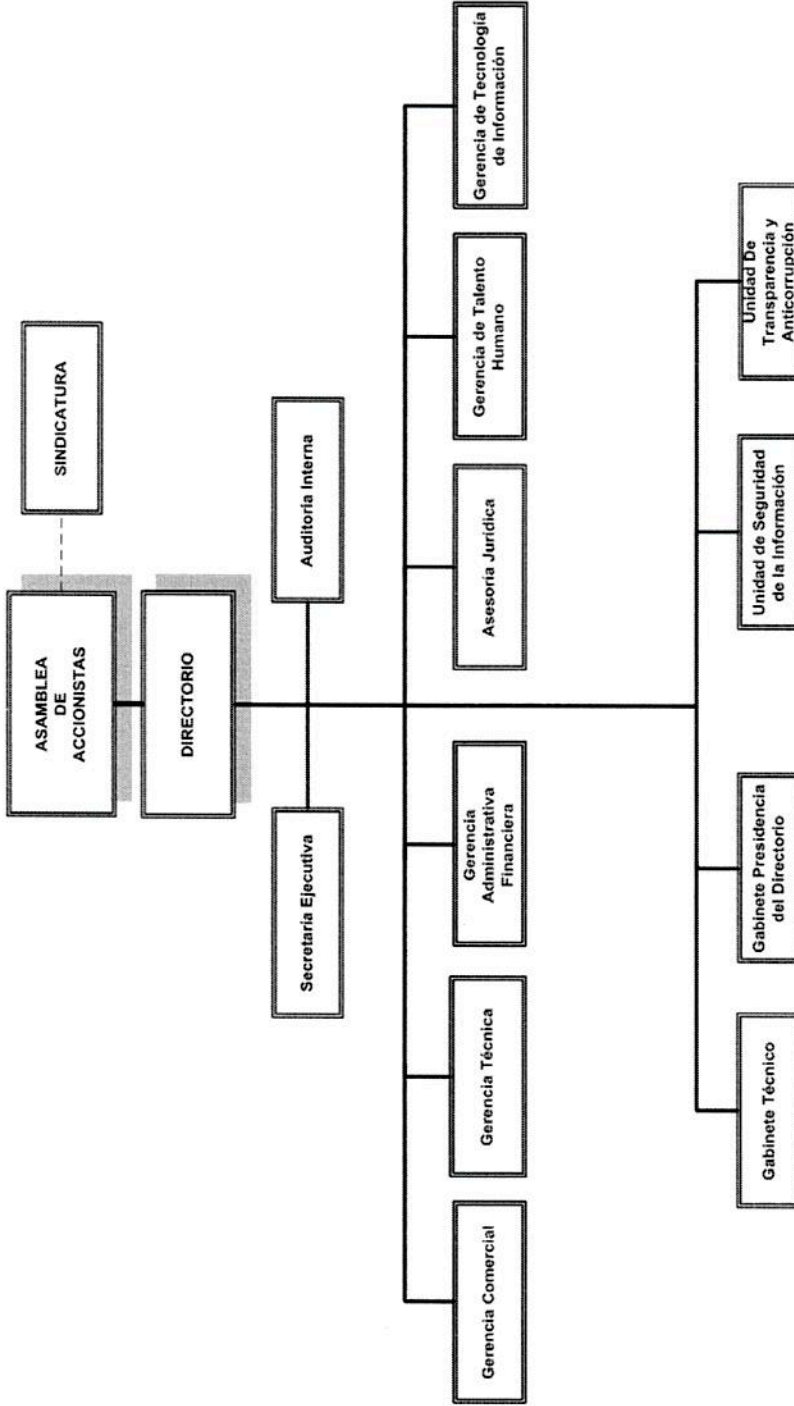 ASAMBLEA
DE
ACCIONISTAS
SINDICATURA
DIRECTORIO
Secretaria Ejecutiva
Auditoria Interna
Gerencia Comercial
Gerencia Técnica
Gerencia
Administrativa
Financiera
Asesoría Jurídica
Gerencia de Talento
Humano
Gerencia de Tecnología
de Información
Gabinete Técnico
Gabinete Presidencia
del Directorio
Unidad de Seguridad
de la Información
Unidad De
Transparencia y
Anticorrupción